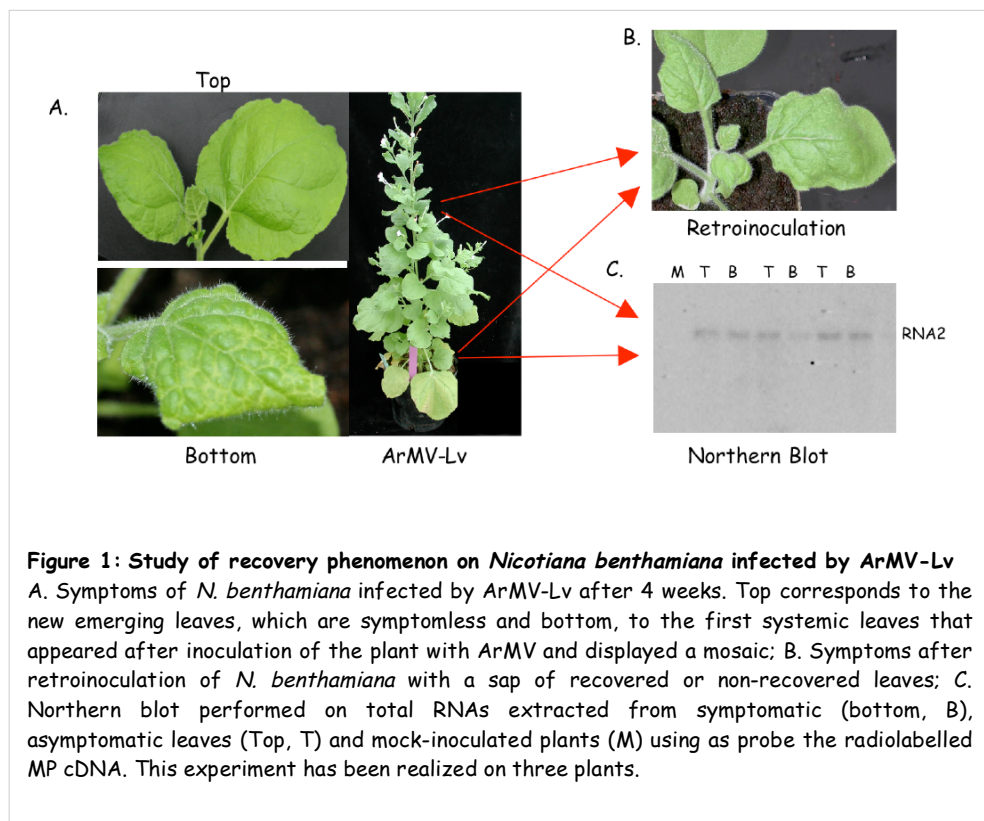 B.
Top
A.
Retroinoculation
C.
M T B T B T B
RNA2
Bottom ArMV-Lv Northern Blot
Figure 1: Study of recovery phenomenon on Nicotiana benthamiana infected by ArMV-Lv
A. Symptoms of N. benthamiana infected by ArMV-Lv after 4 weeks. Top corresponds to the
new emerging leaves, which are symptomless and bottom, to the first systemic leaves that
appeared after inoculation of the plant with ArMV and displayed a mosaic; B. Symptoms after
retroinoculation of N. benthamiana with a sap of recovered or non-recovered leaves; C.
Northern blot performed on total RNAs extracted from symptomatic (bottom, B),
asymptomatic leaves (Top, T) and mock-inoculated plants (M) using as probe the radiolabelled
MP cDNA. This experiment has been realized on three plants.